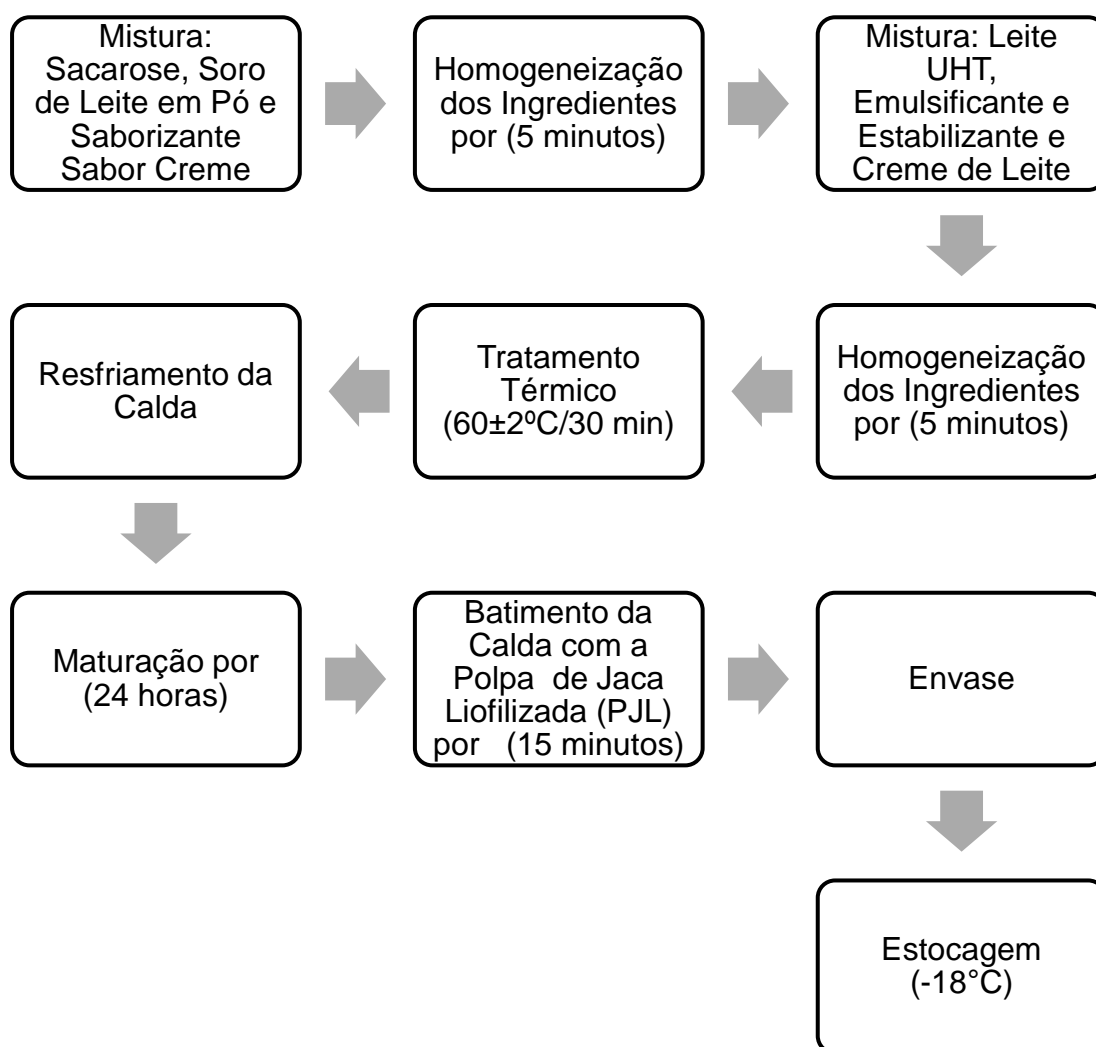 Mistura:
Sacarose, Soro
de Leite em Pó e
Saborizante
Sabor Creme
Homogeneização
dos Ingredientes
por (5 minutos)
Mistura: Leite
UHT,
Emulsificante e
Estabilizante e
Creme de Leite
Homogeneização
dos Ingredientes
por (5 minutos)
Tratamento
Térmico
(60±2ºC/30 min)
Resfriamento da
Calda
Maturação por
(24 horas)
Batimento da
Calda com a
Polpa de Jaca
Liofilizada (PJL)
por (15 minutos)
Envase
Estocagem
(-18°C)